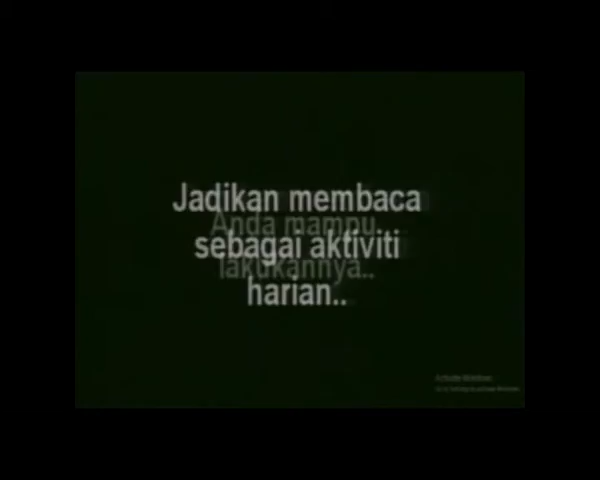 Jadikan membaca
Anda mampu
sebagai aktiviti
lakukannya..
harian..